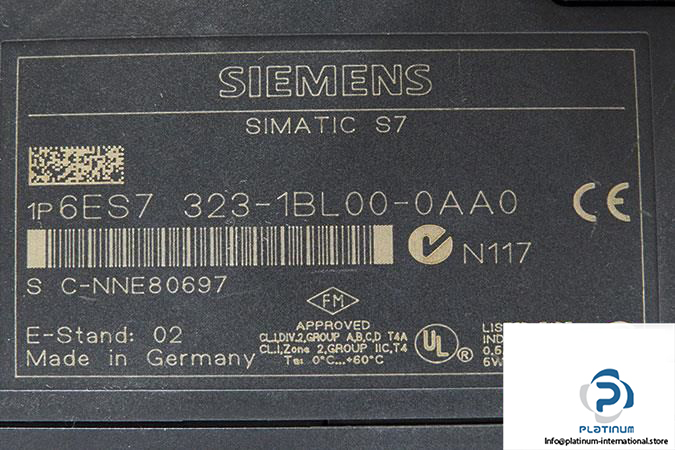 SIEMENS
SIMATIC S7
1P 6ES7 323-1BL00-0AA0
N117
S C-NNE80697
E-Stand: 02
Made in Germany
FM
APPROVED
CL.I,DIV.2,GROUP A,B,C,D T4A
CL.I,Zone 2,GROUP IIC,T4
Ta: 0°C...+60°C
UL ®
PLATINUM
Info@platinum-international.store